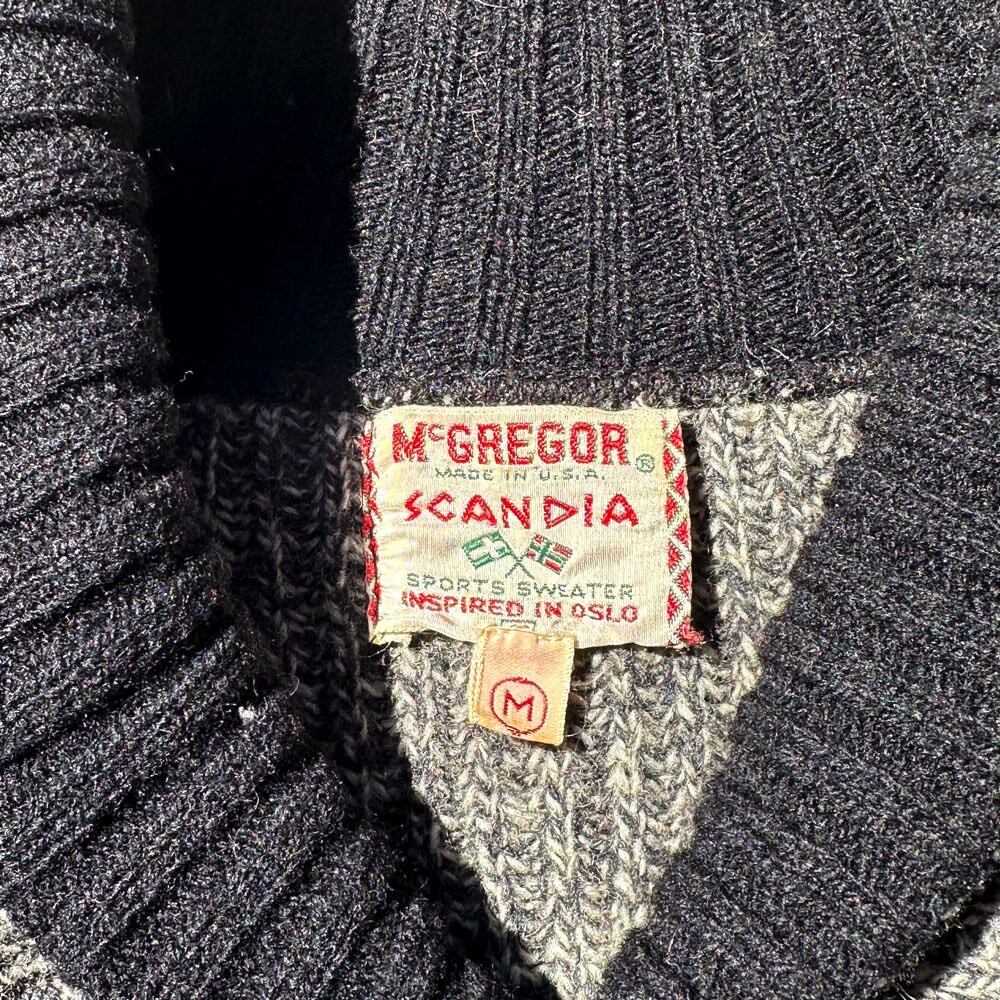 McGREGOR®
MADE IN U.S.A.
SCANDIA
SPORTS SWEATER
INSPIRED IN OSLO
M